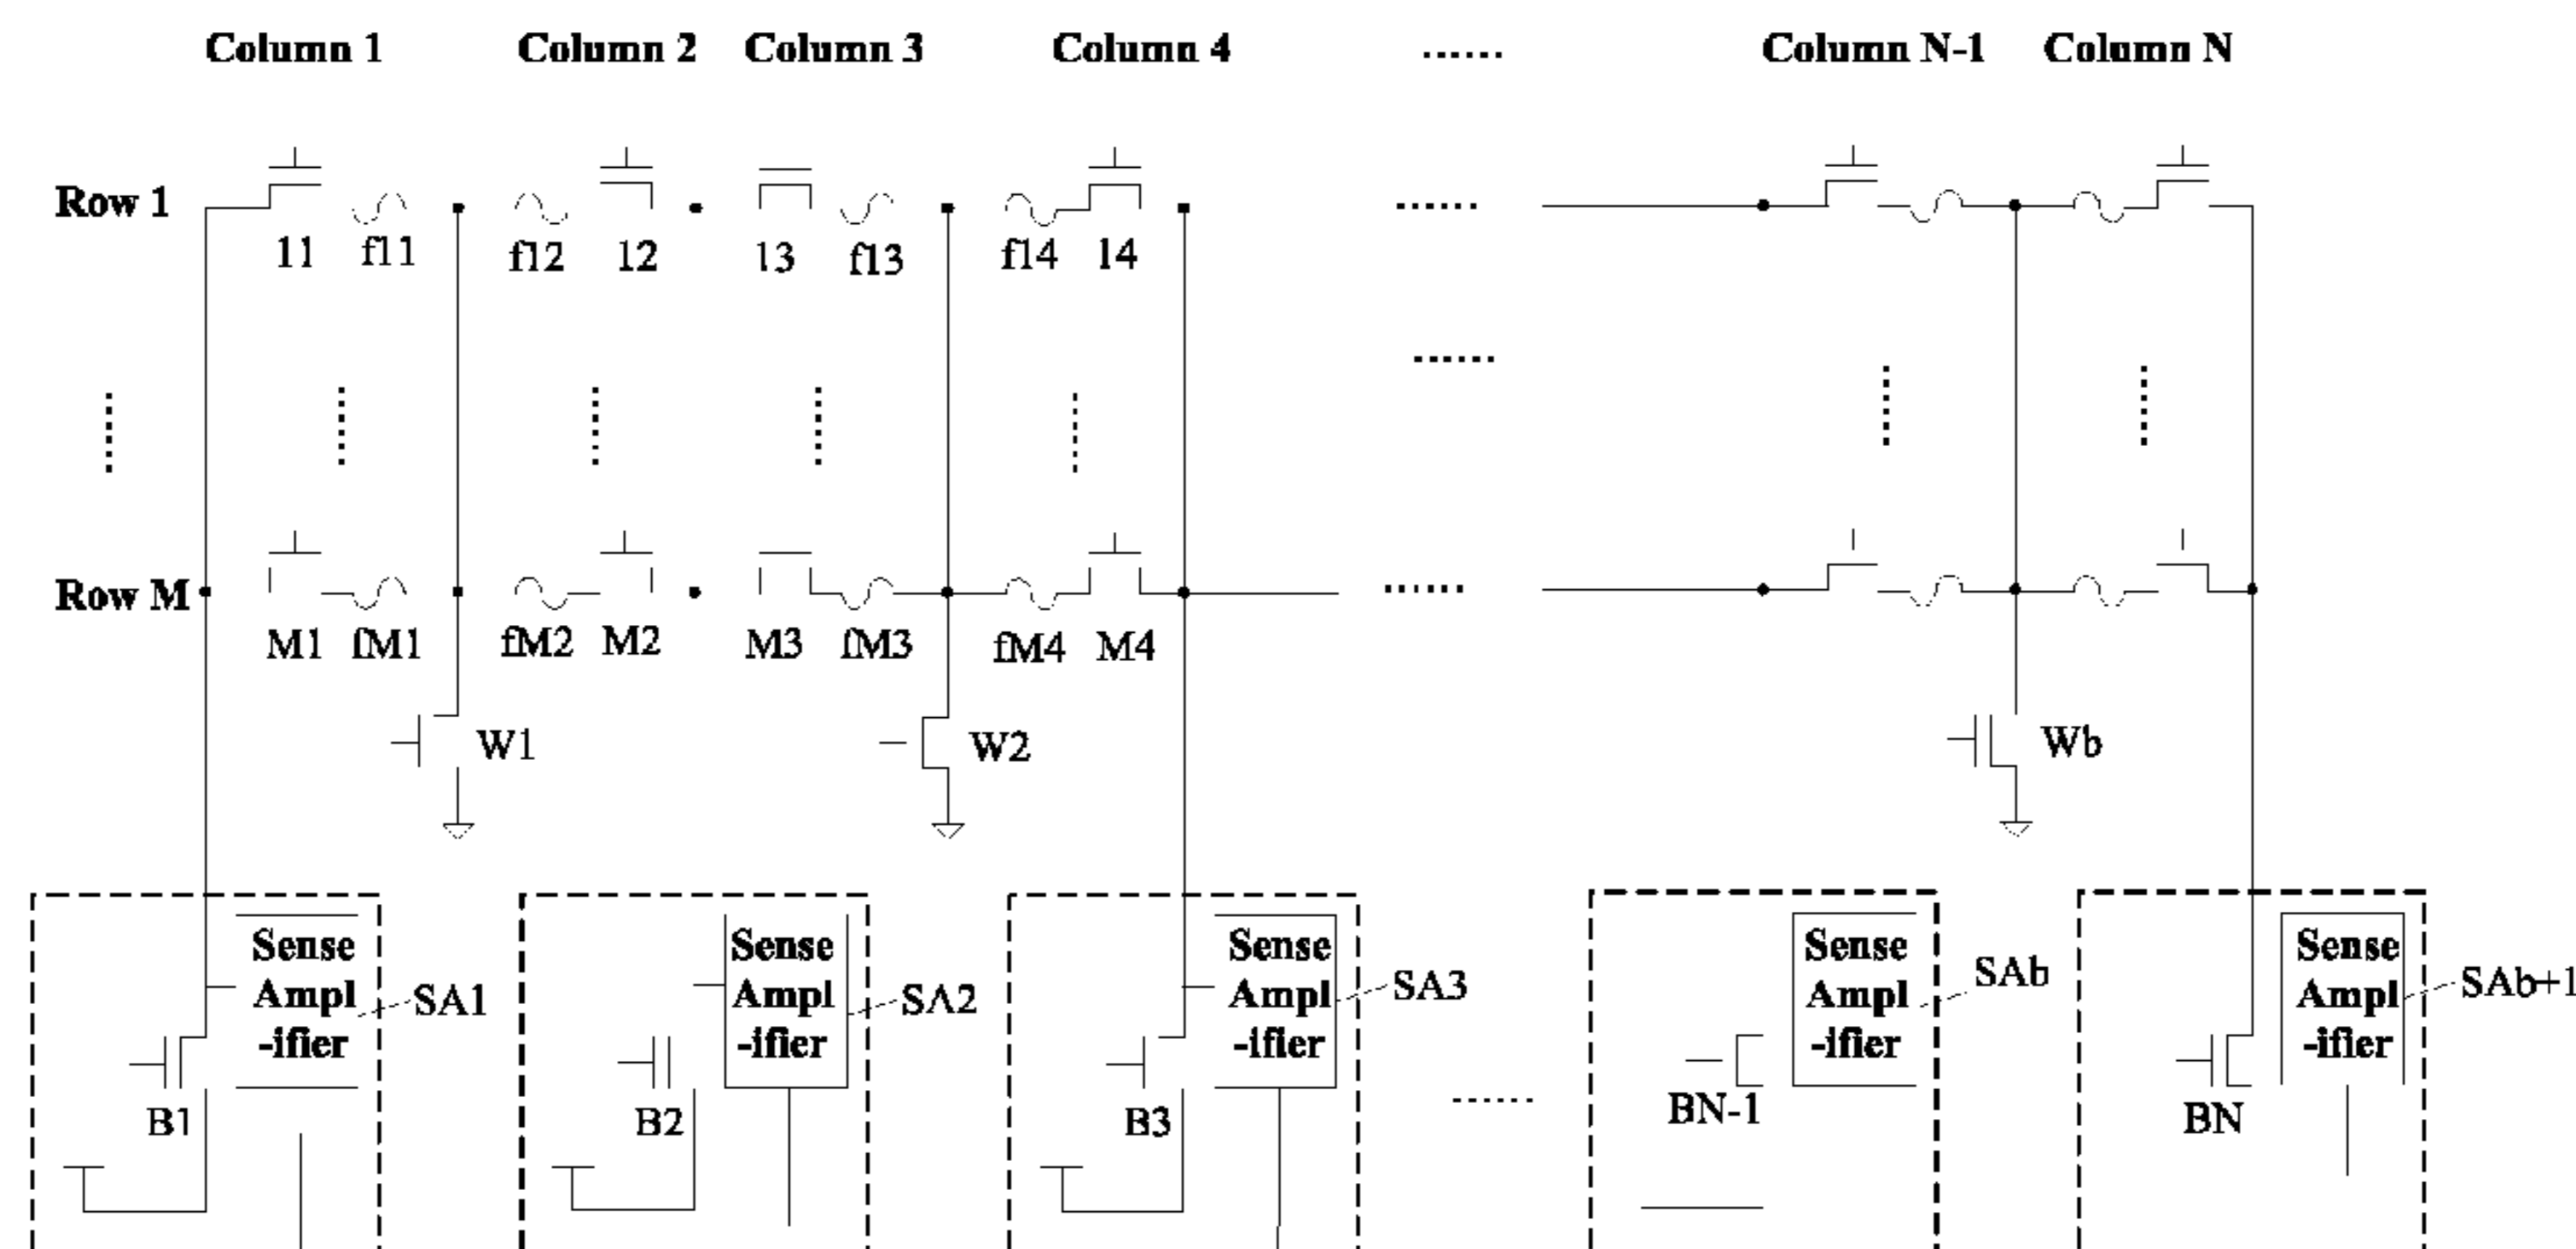 Column 1 Column 2 Column 3 Column 4 ...... Column N-1 Column N
Row 1 ......
11 f11 f12 12 13 f13 f14 14
......
Row M ......
M1 fM1 fM2 M2 M3 fM3 fM4 M4
W1 W2 Wb
Sense Sense Sense Sense Sense
Ampl SA1 Ampl SA2 Ampl SA3 Ampl SAb Ampl SAb+1
-ifier -ifier -ifier -ifier -ifier
B1 B2 B3 ...... BN-1 BN